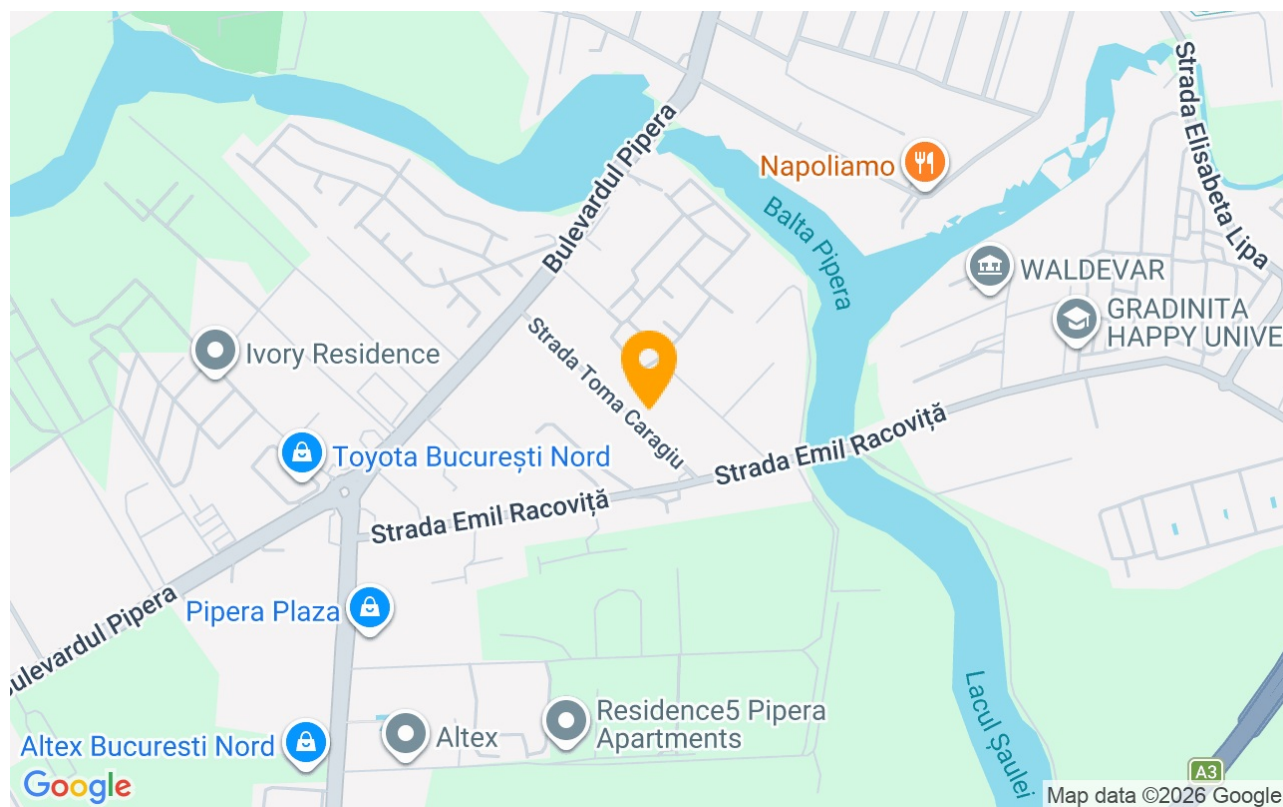 Strada Elisabeta Lipa
Bulevardul Pipera
Napoliamo
Balta Pipera
WALDEVAR
GRADINITA
HAPPY UNIVE
Ivory Residence
Strada Toma Caragiu
Toyota București Nord
Strada Emil Racoviță
Strada Emil Racoviță
Bulevardul Pipera
Pipera Plaza
Residence5 Pipera
Apartments
Altex
Altex Bucuresti Nord
Lacul Șaulei
A3
Google
Map data ©2026 Google